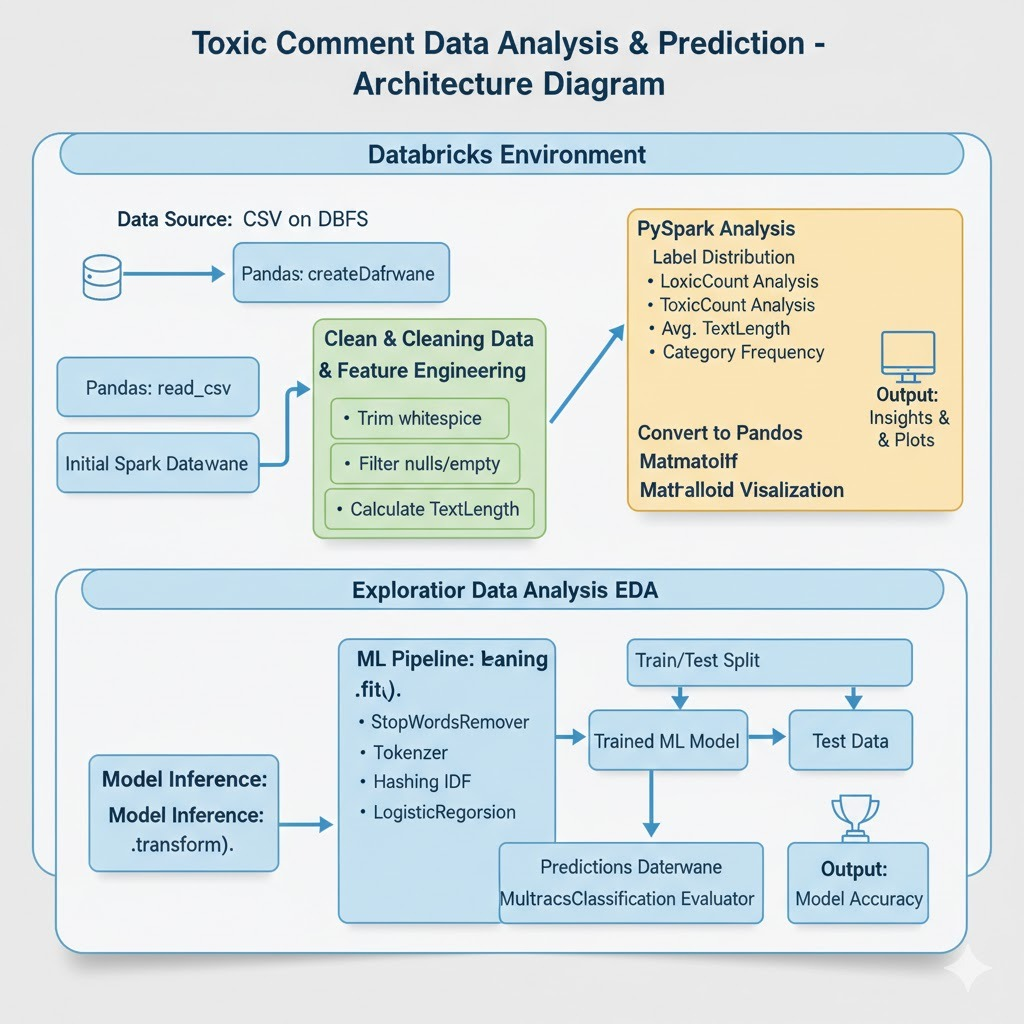 Toxic Comment Data Analysis & Prediction -
Architecture Diagram
Databricks Environment
Data Source: CSV on DBFS
Pandas: createDafrwane
Pandas: read_csv
Initial Spark Datawane
Clean & Cleaning Data
& Feature Engineering
• Trim whitespice
• Filter nulls/empty
• Calculate TextLength
PySpark Analysis
Label Distribution
• LoxicCount Analysis
• ToxicCount Analysis
• Avg. TextLength
• Category Frequency
Output:
Insights &
& Plots
Convert to Pandos
Matmatolff
Matralloid Visalization
Exploratior Data Analysis EDA
Model Inference:
Model Inference:
.transform).
ML Pipeline: leaning
.fit().
• StopWordsRemover
• Tokenzer
• Hashing IDF
• LogisticRegorsion
Train/Test Split
Trained ML Model
Test Data
Predictions Daterwane
MultracsClassification Evaluator
Output:
Model Accuracy